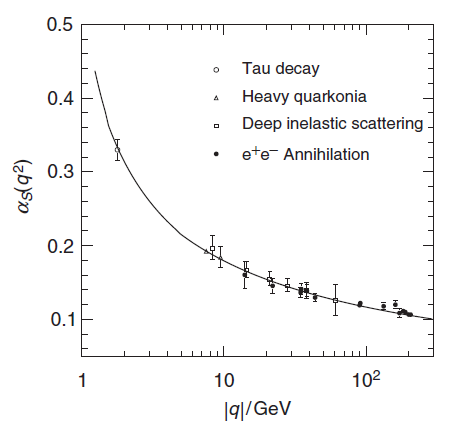 0.5
αS(q²)
0.4
0.3
0.2
0.1
Tau decay
Heavy quarkonia
Deep inelastic scattering
e⁺e⁻ Annihilation
1
10
10²
|q|/GeV